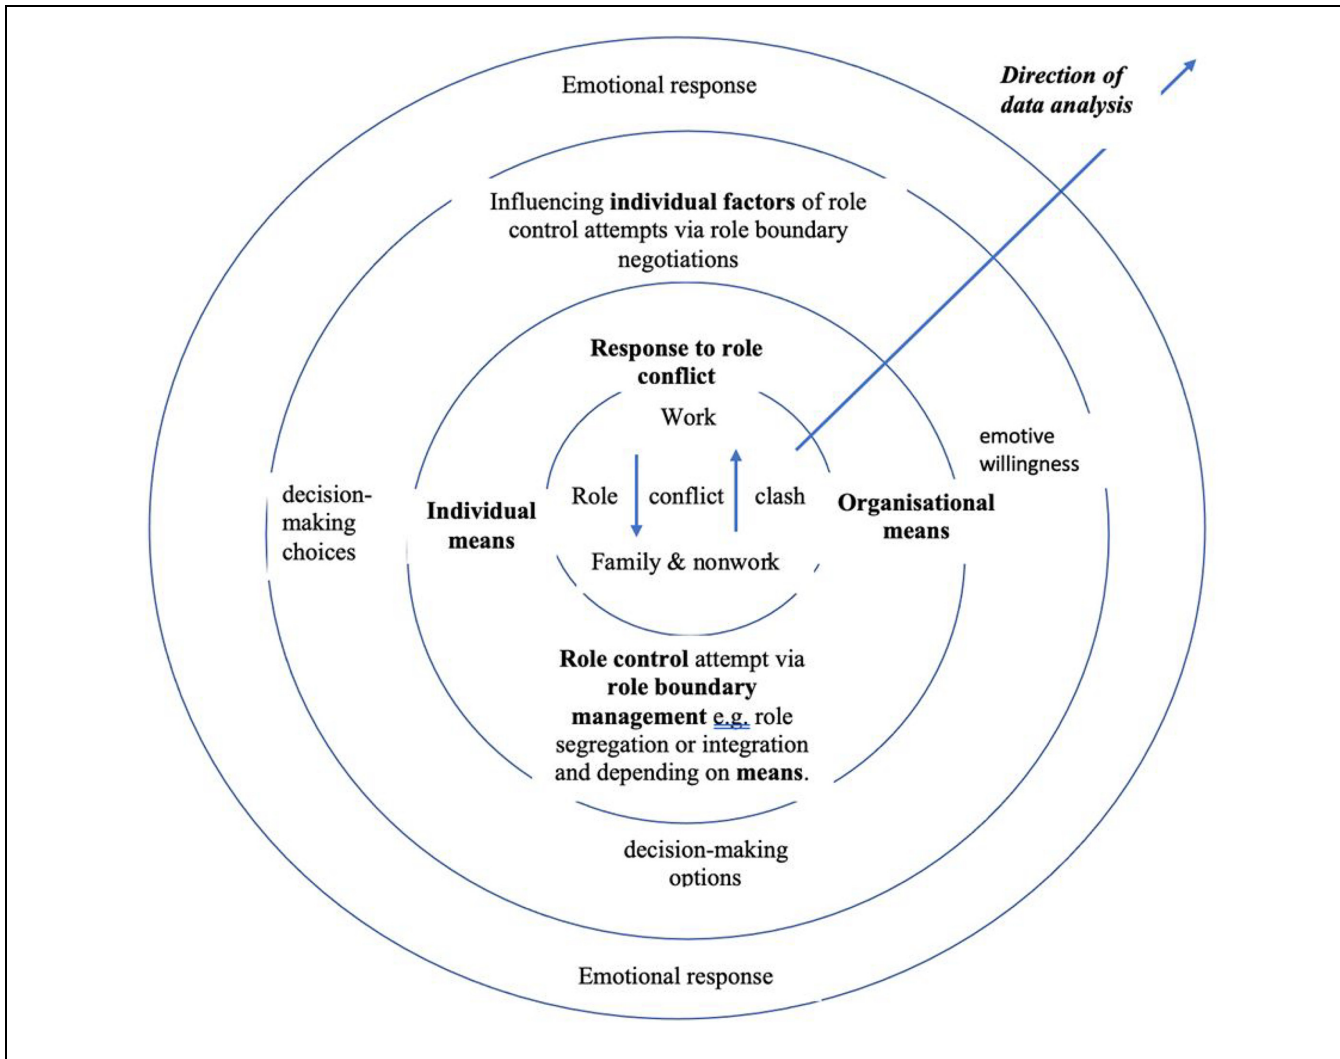 Emotional response
Direction of
data analysis
Influencing individual factors of role
control attempts via role boundary
negotiations
Response to role
conflict
Work
Role conflict clash
Family & nonwork
Individual
means
Organisational
means
decision-
making
choices
emotive
willingness
Role control attempt via
role boundary
management e.g. role
segregation or integration
and depending on means.
decision-making
options
Emotional response